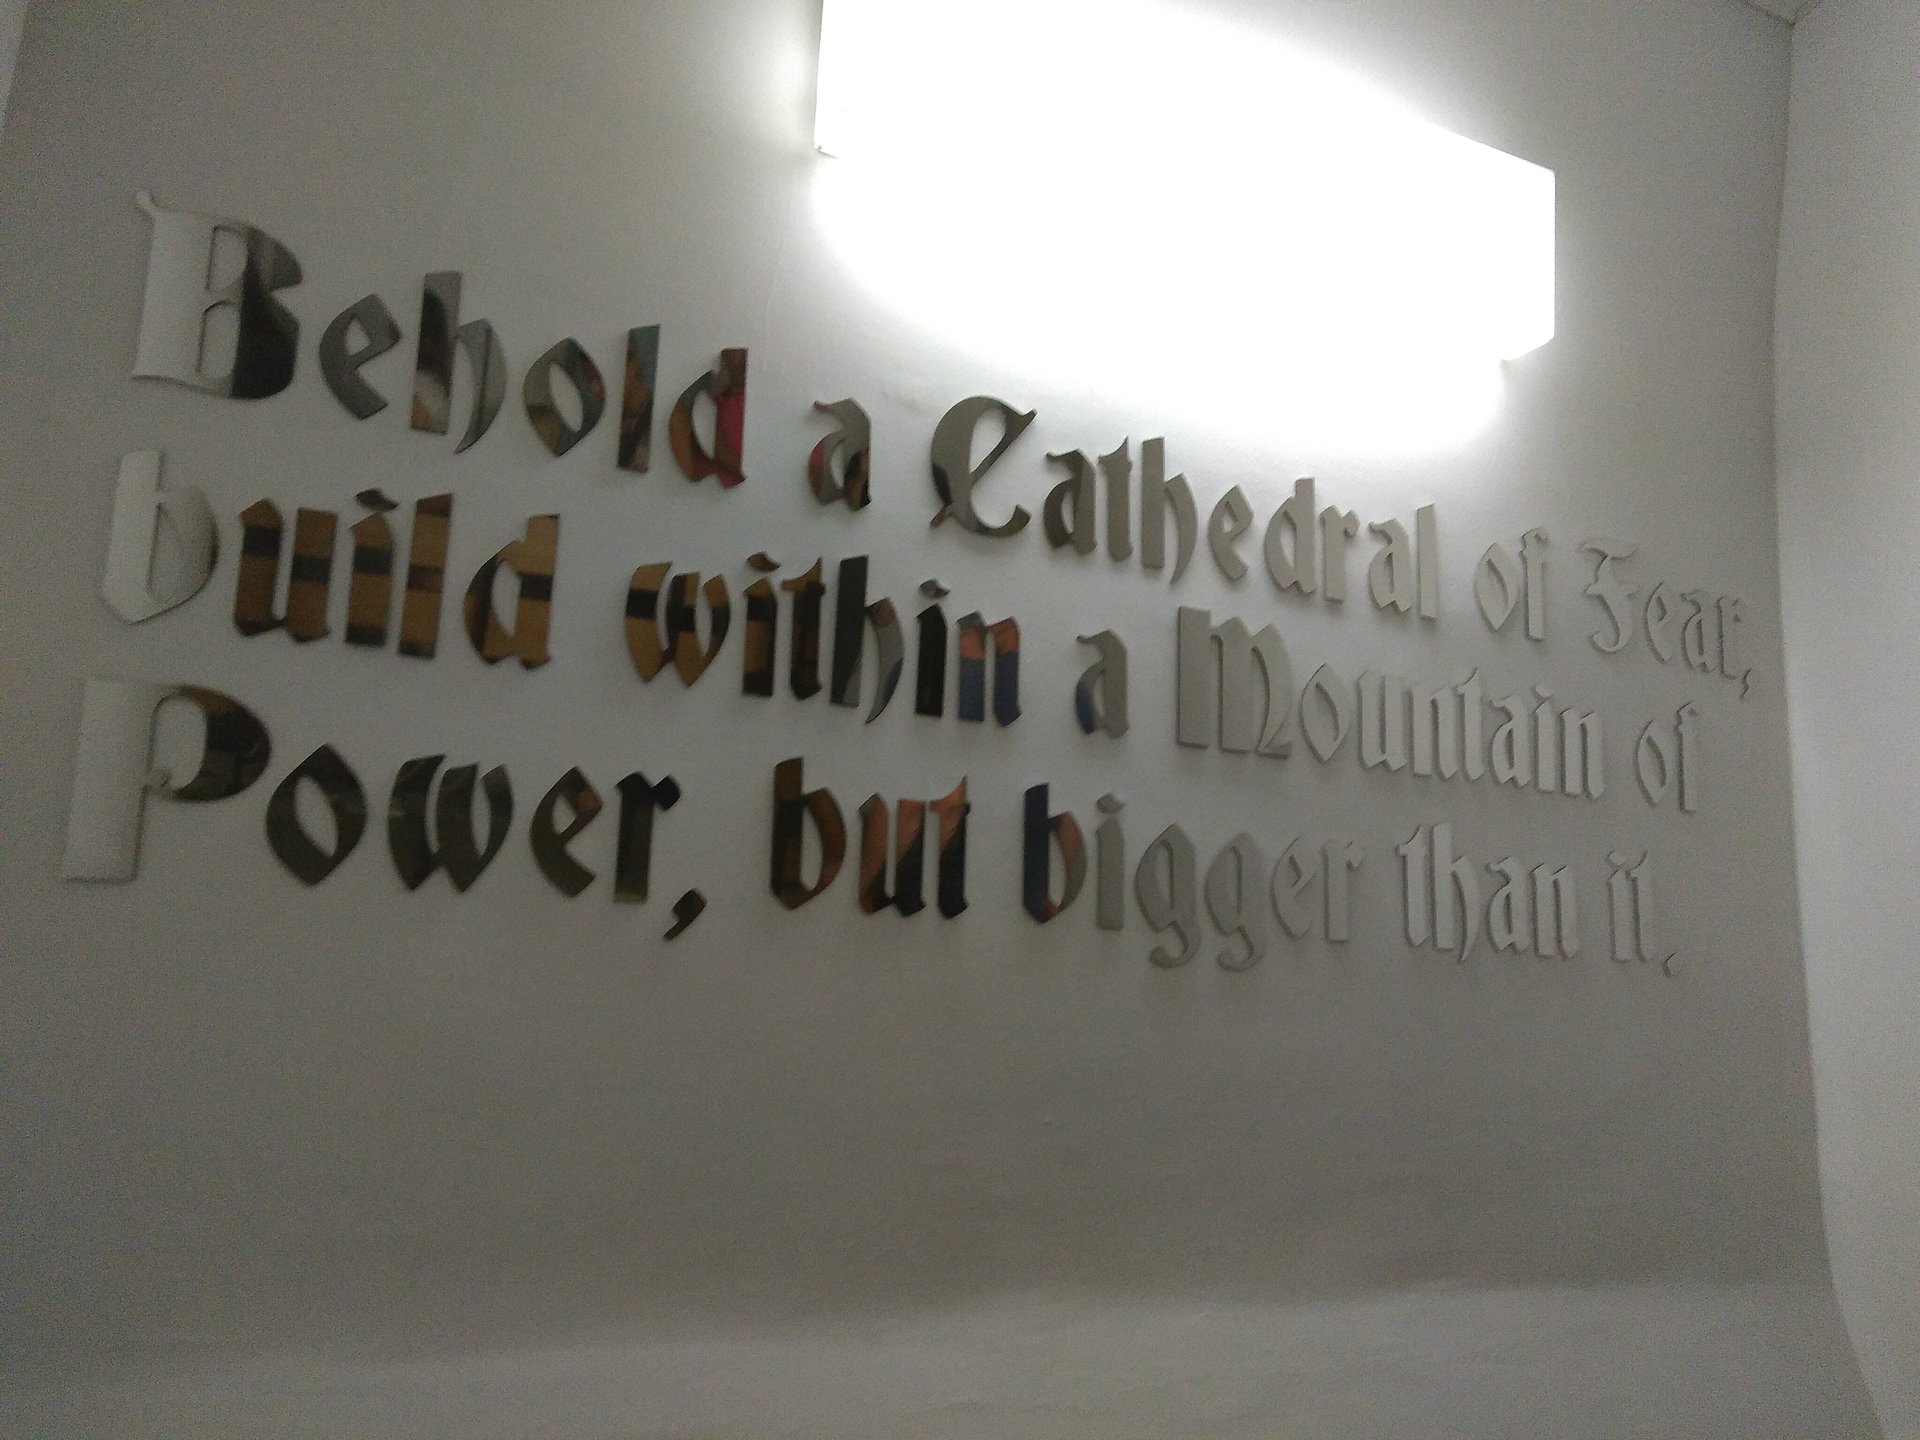 Behold a Cathedral of Fear,
build within a Mountain of
Power, but bigger than it.